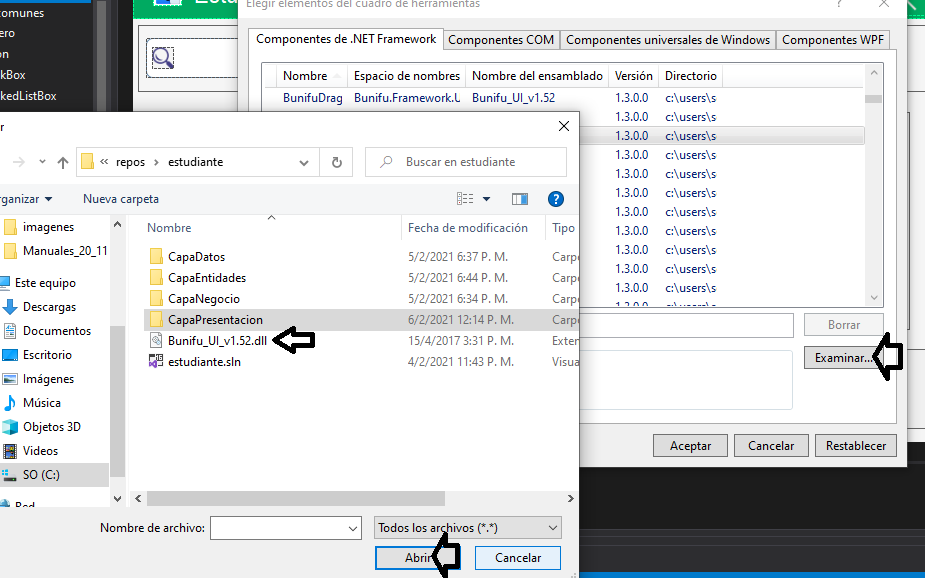 Elegir elementos del cuadro de herramientas
?
comunes
kBox
kedListBox
Componentes de .NET Framework
Componentes COM
Componentes universales de Windows
Componentes WPF
Nombre Espacio de nombres Nombre del ensamblado Versión Directorio
BunifuDrag Bunifu.Framework.U Bunifu_UI_v1.52 1.3.0.0 c:\users\s
1.3.0.0 c:\users\s
1.3.0.0 c:\users\s
1.3.0.0 c:\users\s
1.3.0.0 c:\users\s
1.3.0.0 c:\users\s
1.3.0.0 c:\users\s
1.3.0.0 c:\users\s
1.3.0.0 c:\users\s
1.3.0.0 c:\users\s
1.3.0.0 c:\users\s
1.3.0.0 c:\users\s
Borrar
Examinar...
Aceptar
Cancelar
Restablecer
« repos > estudiante
Buscar en estudiante
rganizar
Nueva carpeta
?
imagenes
Manuales_20_11
Este equipo
Descargas
Documentos
Escritorio
Imágenes
Música
Objetos 3D
Videos
SO (C:)
Red
Nombre Fecha de modificación Tipo
CapaDatos 5/2/2021 6:37 P. M. Carpe
CapaEntidades 5/2/2021 6:44 P. M. Carpe
CapaNegocio 5/2/2021 6:34 P. M. Carpe
CapaPresentacion 6/2/2021 12:14 P. M. Carpe
Bunifu_UI_v1.52.dll 15/4/2017 3:31 P. M. Exten
estudiante.sln 4/2/2021 11:43 P. M. Visua
Nombre de archivo:
Todos los archivos (*.*)
Abrir
Cancelar